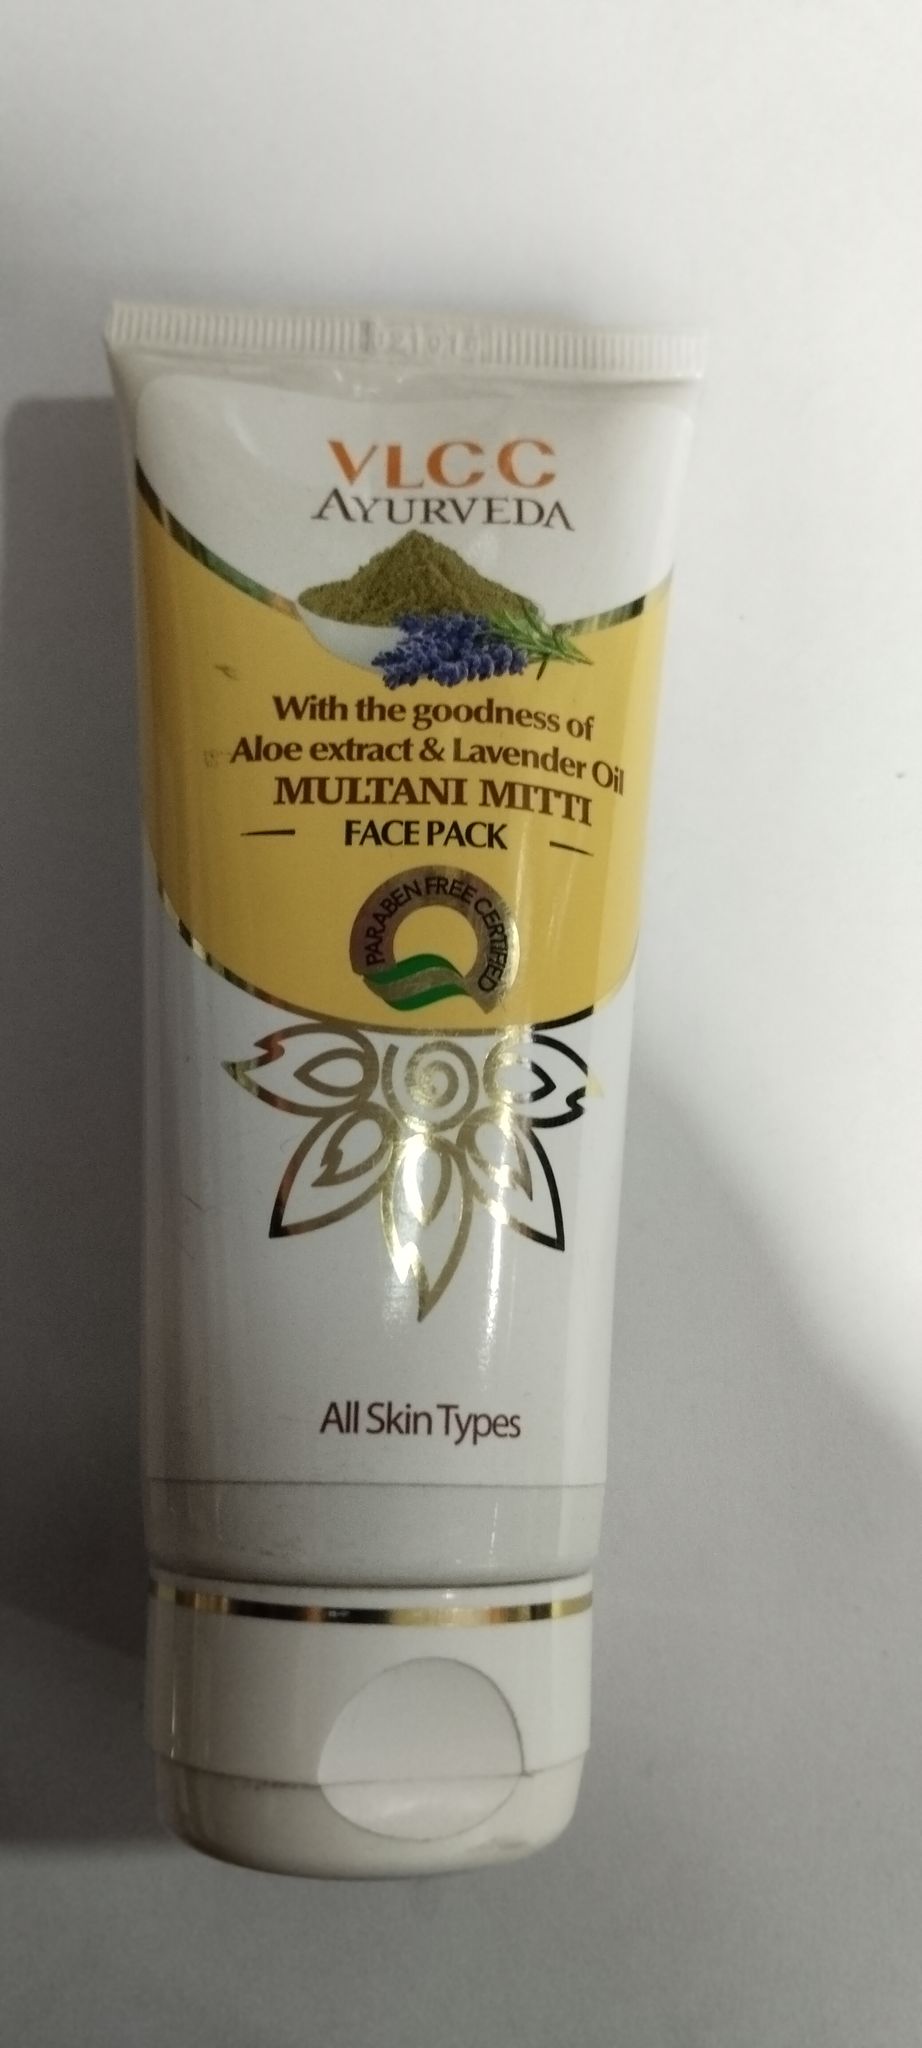 VLCC
AYURVEDA
With the goodness of
Aloe extract & Lavender Oil
MULTANI MITTI
FACE PACK
PARABEN FREE CERTIFIED
All Skin Types